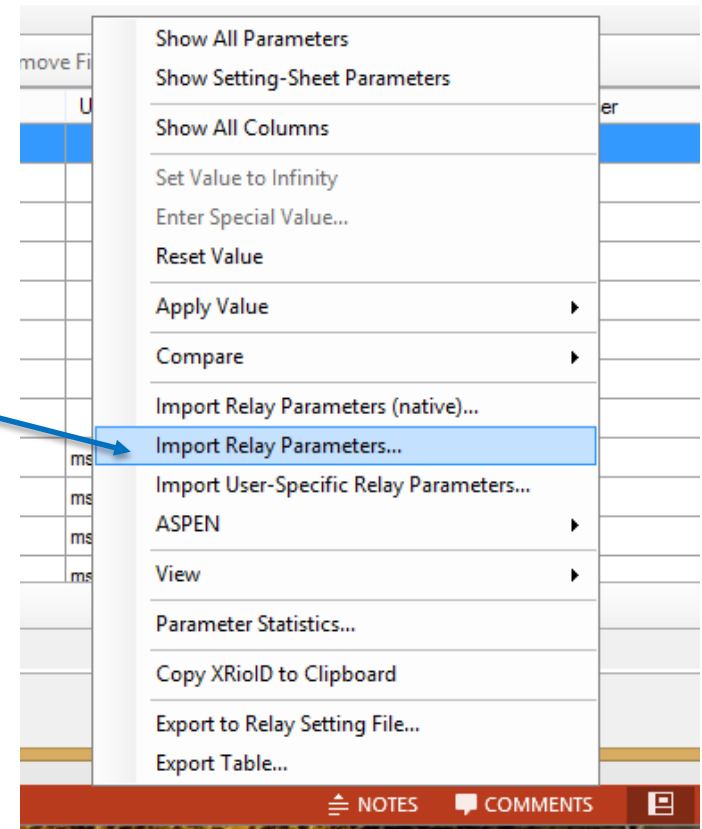 Show All Parameters
move Fi
Show Setting-Sheet Parameters
U
er
Show All Columns
Set Value to Infinity
Enter Special Value...
Reset Value
Apply Value
Compare
Import Relay Parameters (native)...
Import Relay Parameters...
ms
Import User-Specific Relay Parameters...
ms
ASPEN
ms
View
ms
Parameter Statistics...
Copy XRioID to Clipboard
Export to Relay Setting File...
Export Table...
NOTES COMMENTS